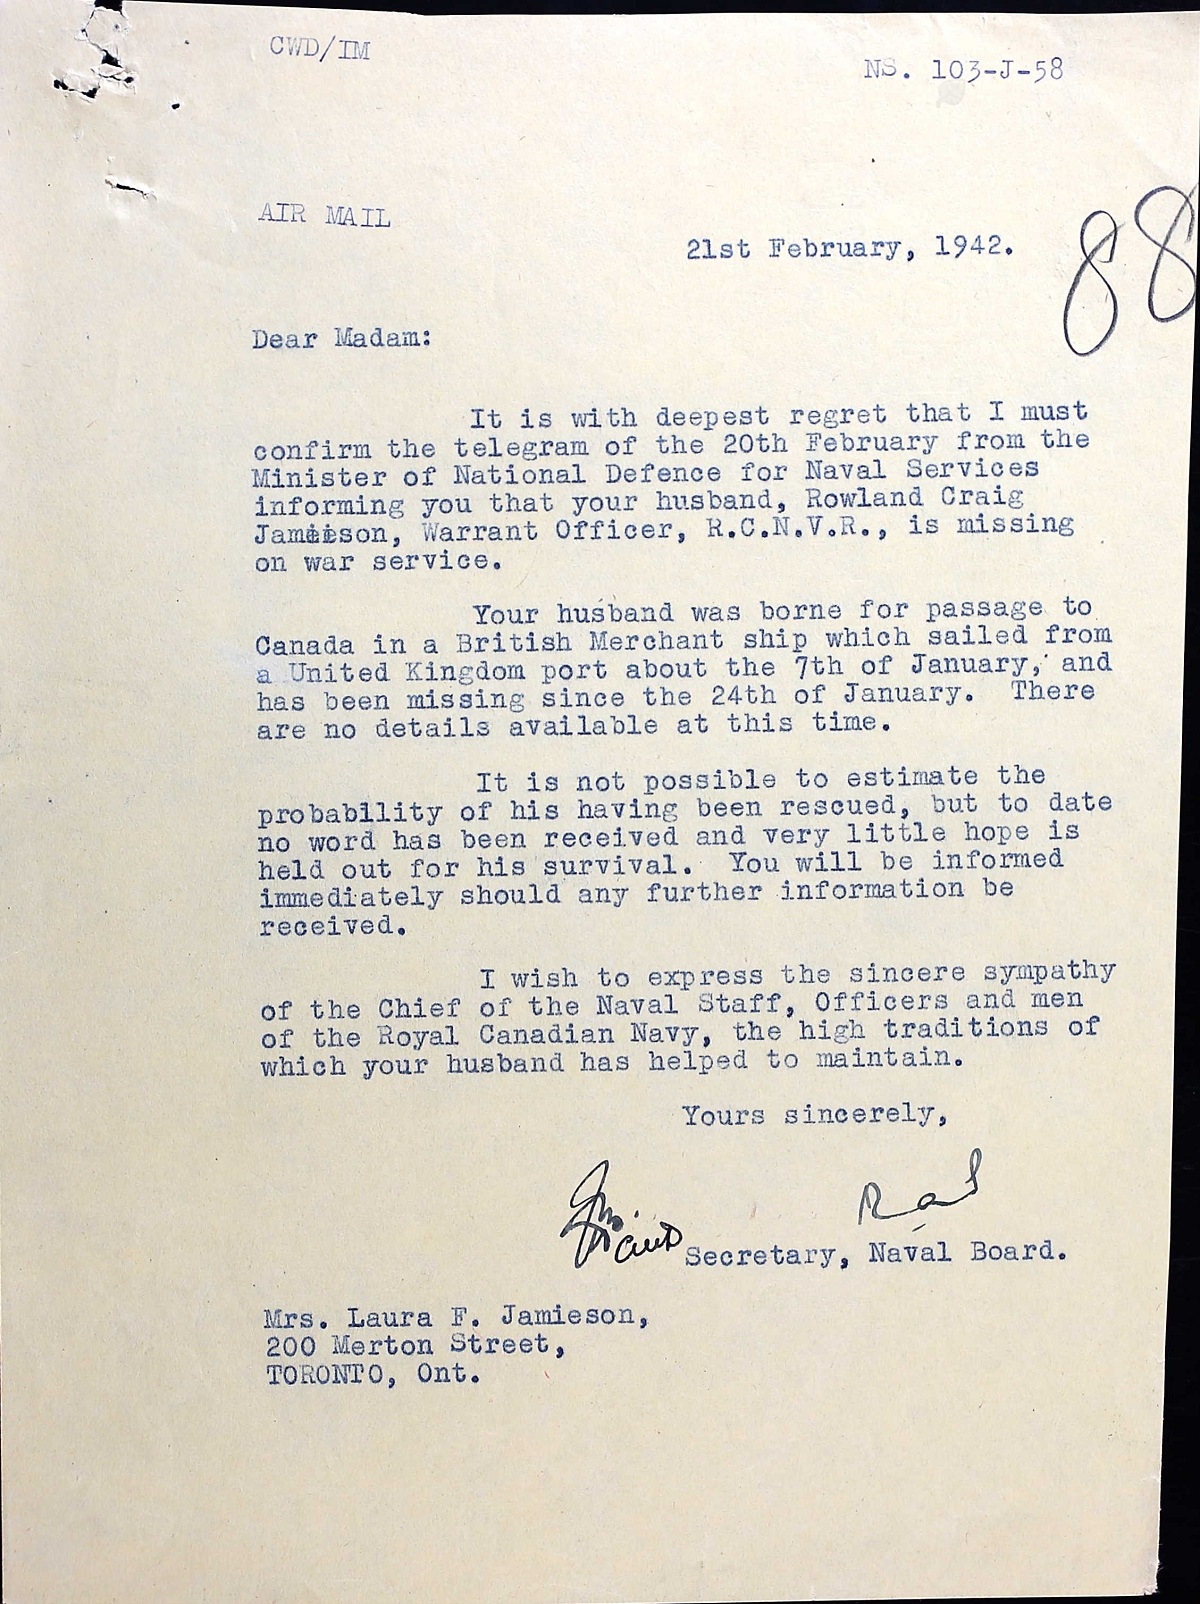 CWD/IM
NS. 103-J-58
AIR MAIL
21st February, 1942.
88
Dear Madam:
It is with deepest regret that I must
confirm the telegram of the 20th February from the
Minister of National Defence for Naval Services
informing you that your husband, Rowland Craig
Jamieson, Warrant Officer, R.C.N.V.R., is missing
on war service.
Your husband was borne for passage to
Canada in a British Merchant ship which sailed from
a United Kingdom port about the 7th of January, and
has been missing since the 24th of January. There
are no details available at this time.
It is not possible to estimate the
probability of his having been rescued, but to date
no word has been received and very little hope is
held out for his survival. You will be informed
immediately should any further information be
received.
I wish to express the sincere sympathy
of the Chief of the Naval Staff, Officers and men
of the Royal Canadian Navy, the high traditions of
which your husband has helped to maintain.
Yours sincerely,
Secretary, Naval Board.
Mrs. Laura F. Jamieson,
200 Merton Street,
TORONTO, Ont.